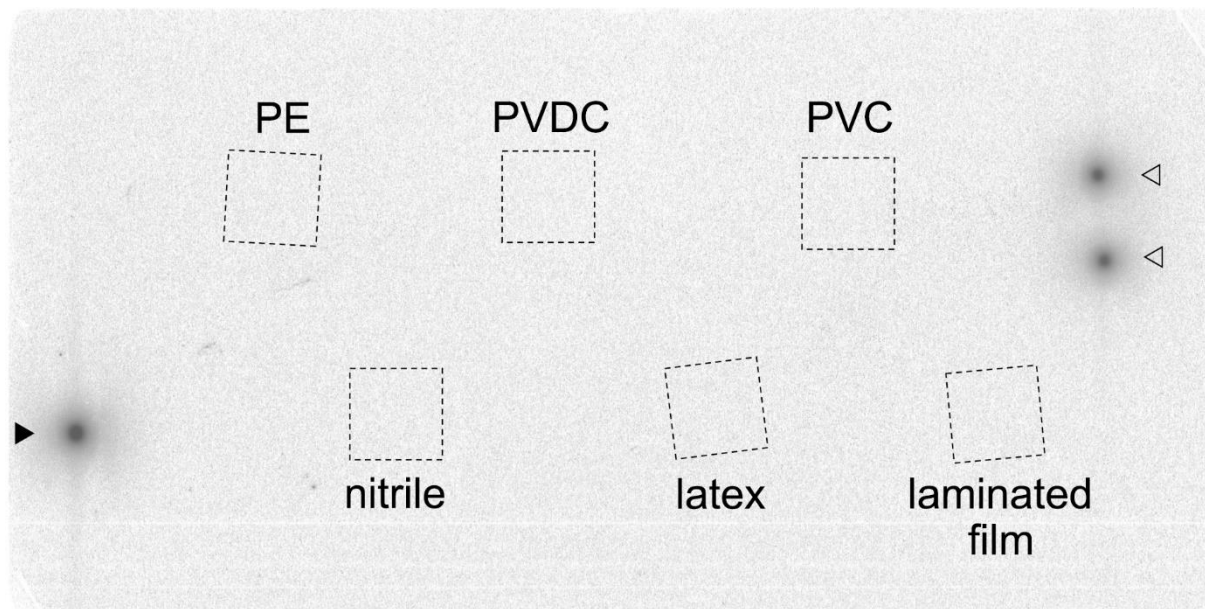 PE
PVDC
PVC
nitrile
latex
laminated
film